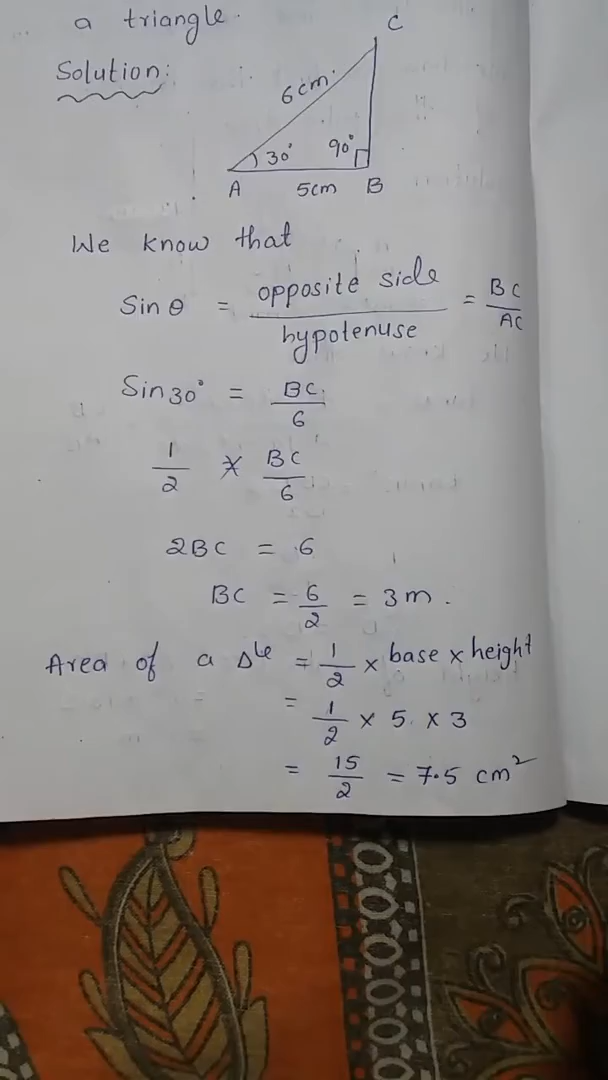 a triangle.
Solution:
C
6cm
30° 90°
A 5cm B
We know that
Sin θ = opposite side / hypotenuse = BC / AC
Sin 30° = BC / 6
1/2 × BC / 6
2BC = 6
BC = 6/2 = 3m.
Area of a Δle = 1/2 × base × height
= 1/2 × 5 × 3
= 15/2 = 7.5 cm²